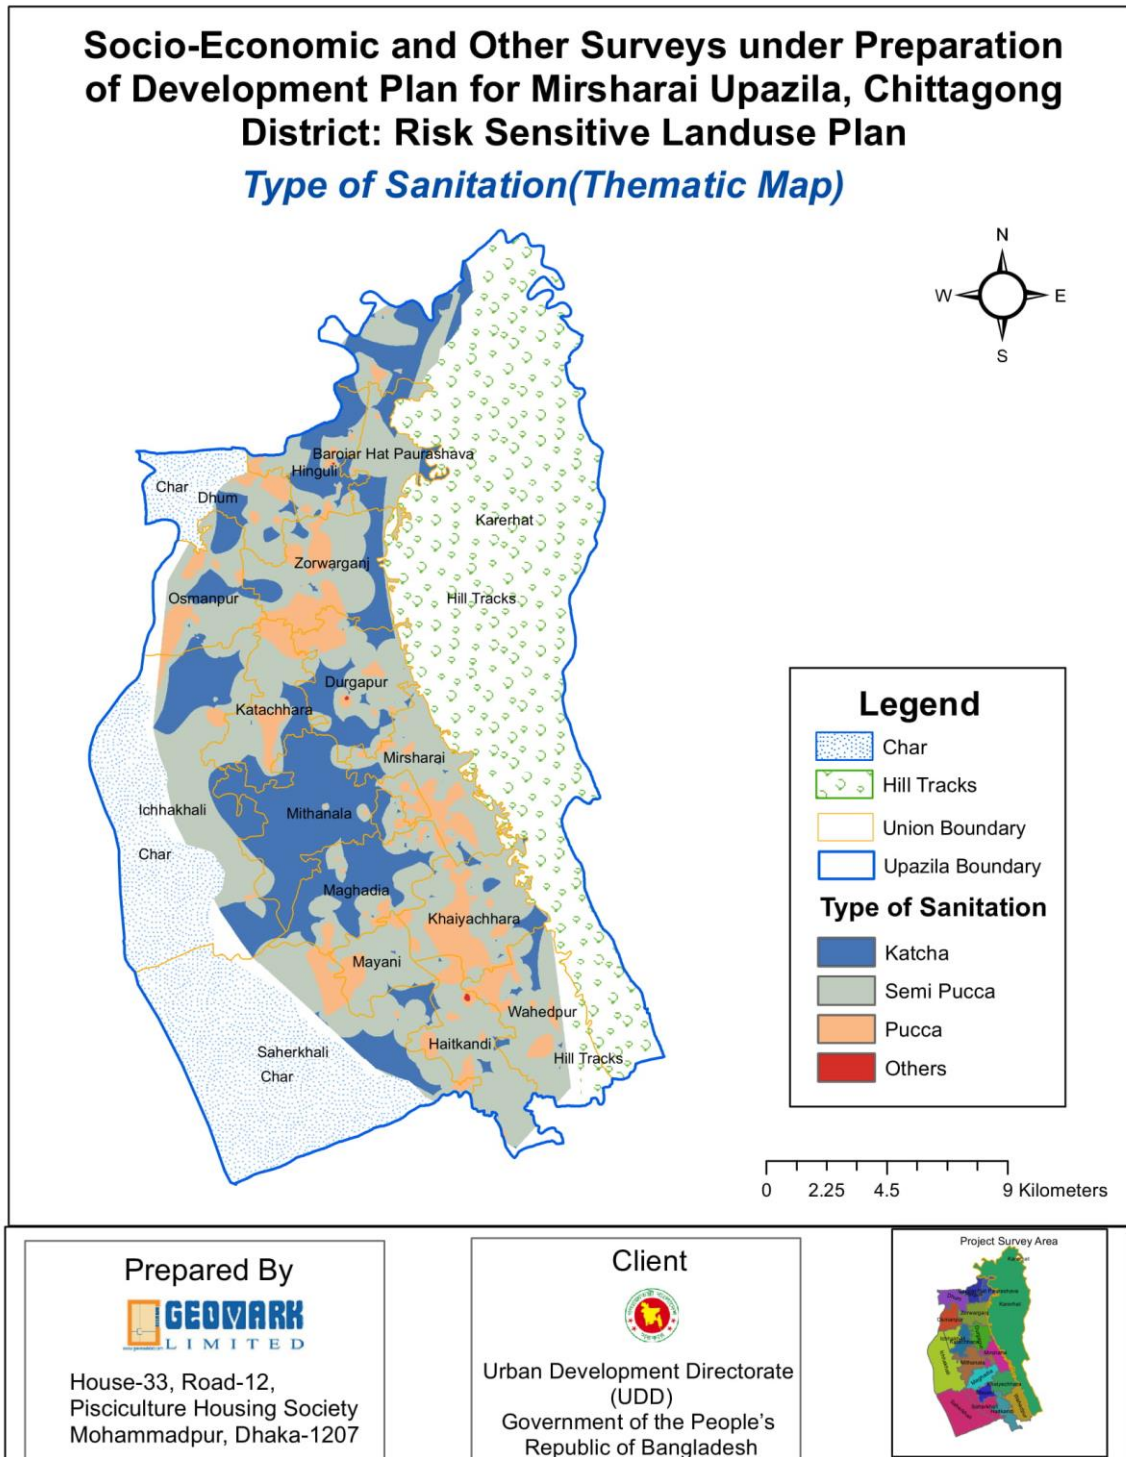 Socio-Economic and Other Surveys under Preparation
of Development Plan for Mirsharai Upazila, Chittagong
District: Risk Sensitive Landuse Plan
Type of Sanitation(Thematic Map)
N
W
E
S
Baroiar Hat Paurashava
Hinguli
Char
Dhum
Karerhat
Zorwarganj
Osmanpur
Hill Tracks
Durgapur
Katachhara
Mirsharai
Ichhakhali
Mithanala
Char
Maghadia
Khaiyachhara
Mayani
Wahedpur
Haitkandi
Saherkhali
Hill Tracks
Char
Legend
Char
Hill Tracks
Union Boundary
Upazila Boundary
Type of Sanitation
Katcha
Semi Pucca
Pucca
Others
0 2.25 4.5 9 Kilometers
Prepared By
GEOMARK
LIMITED
House-33, Road-12,
Pisciculture Housing Society
Mohammadpur, Dhaka-1207
Client
Urban Development Directorate
(UDD)
Government of the People's
Republic of Bangladesh
Project Survey Area